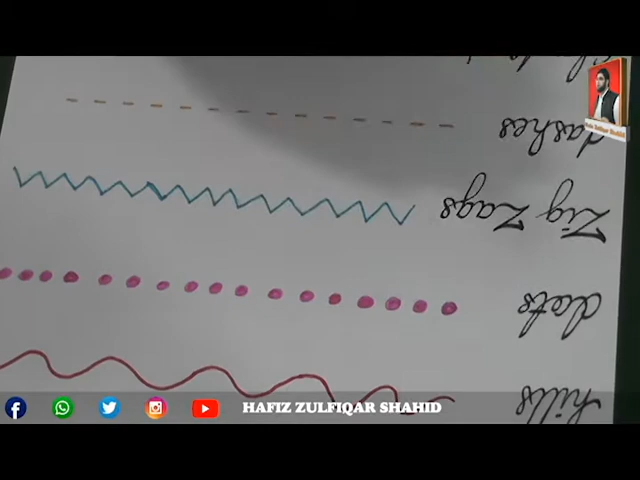 hills
dots
Zig Zags
dashes
HAFIZ ZULFIQAR SHAHID